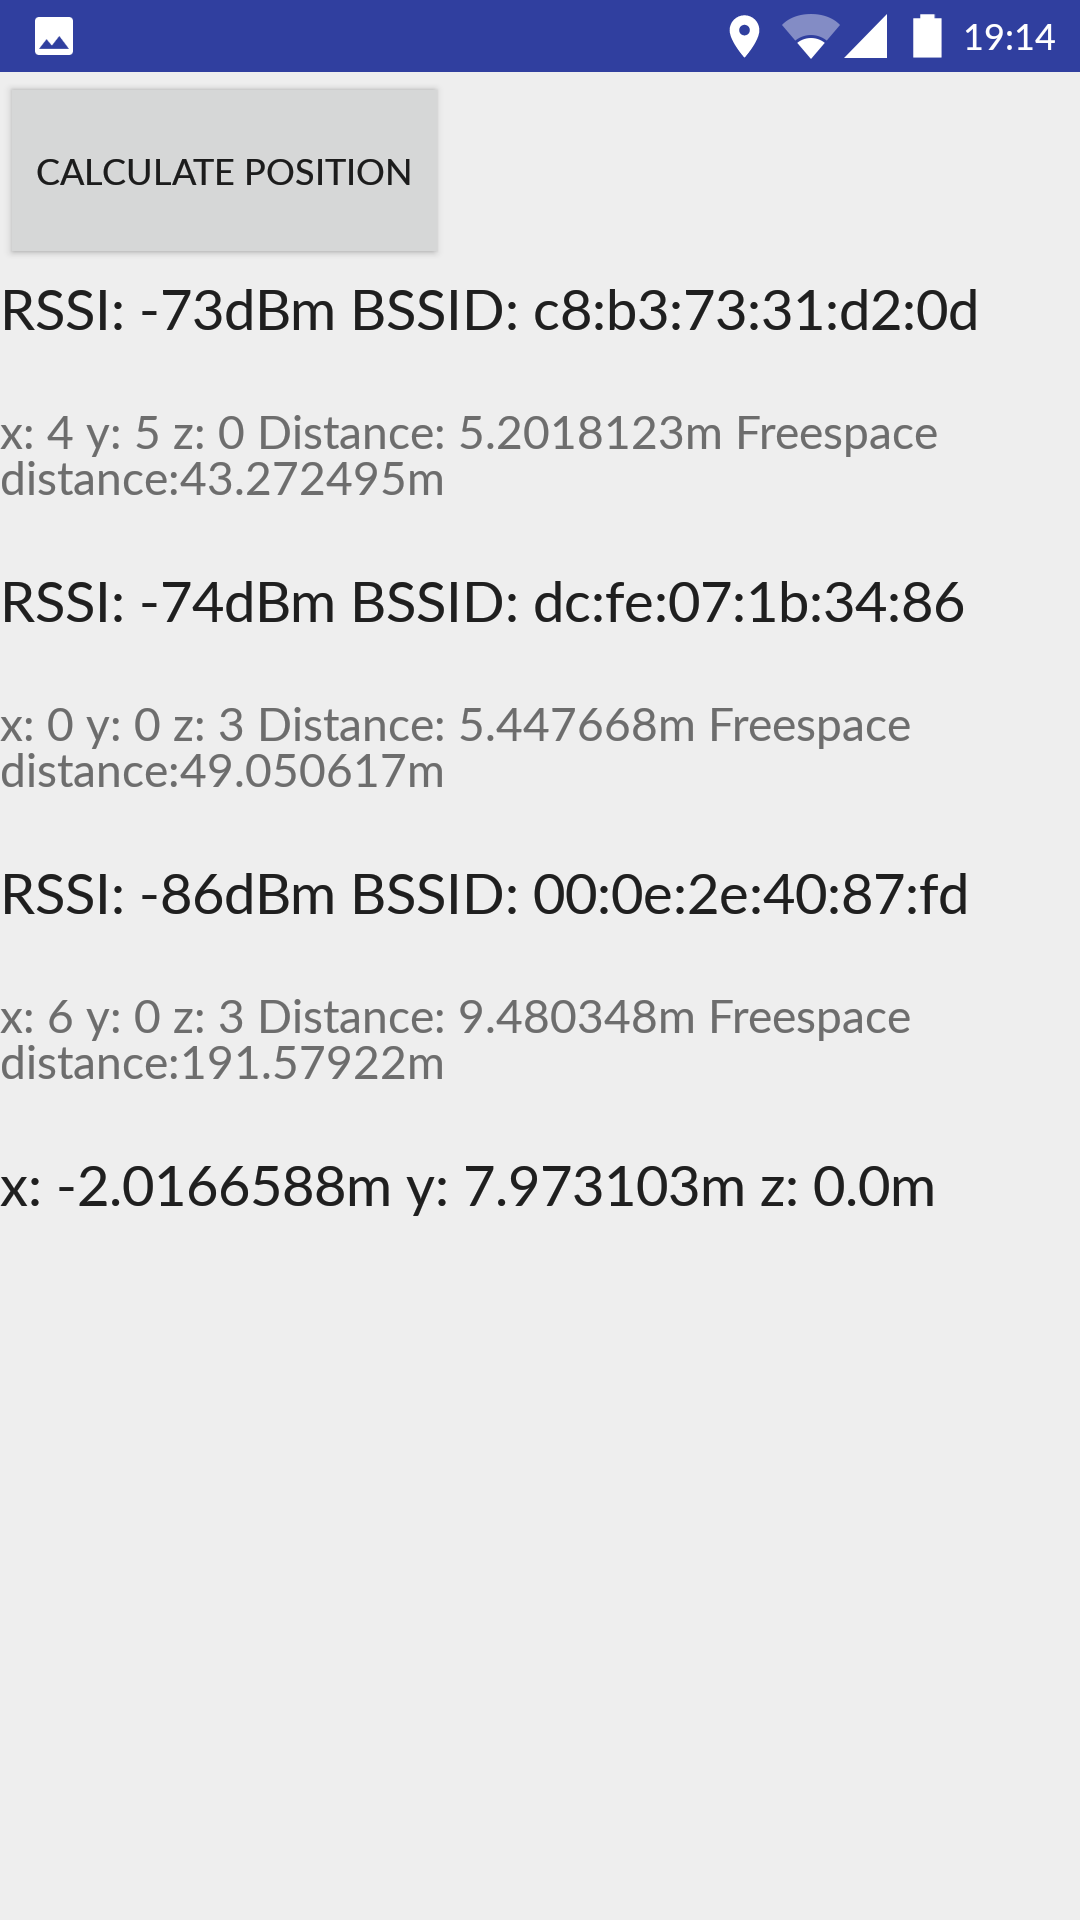 19:14
CALCULATE POSITION
RSSI: -73dBm BSSID: c8:b3:73:31:d2:0d
x: 4 y: 5 z: 0 Distance: 5.2018123m Freespace
distance:43.272495m
RSSI: -74dBm BSSID: dc:fe:07:1b:34:86
x: 0 y: 0 z: 3 Distance: 5.447668m Freespace
distance:49.050617m
RSSI: -86dBm BSSID: 00:0e:2e:40:87:fd
x: 6 y: 0 z: 3 Distance: 9.480348m Freespace
distance:191.57922m
x: -2.0166588m y: 7.973103m z: 0.0m